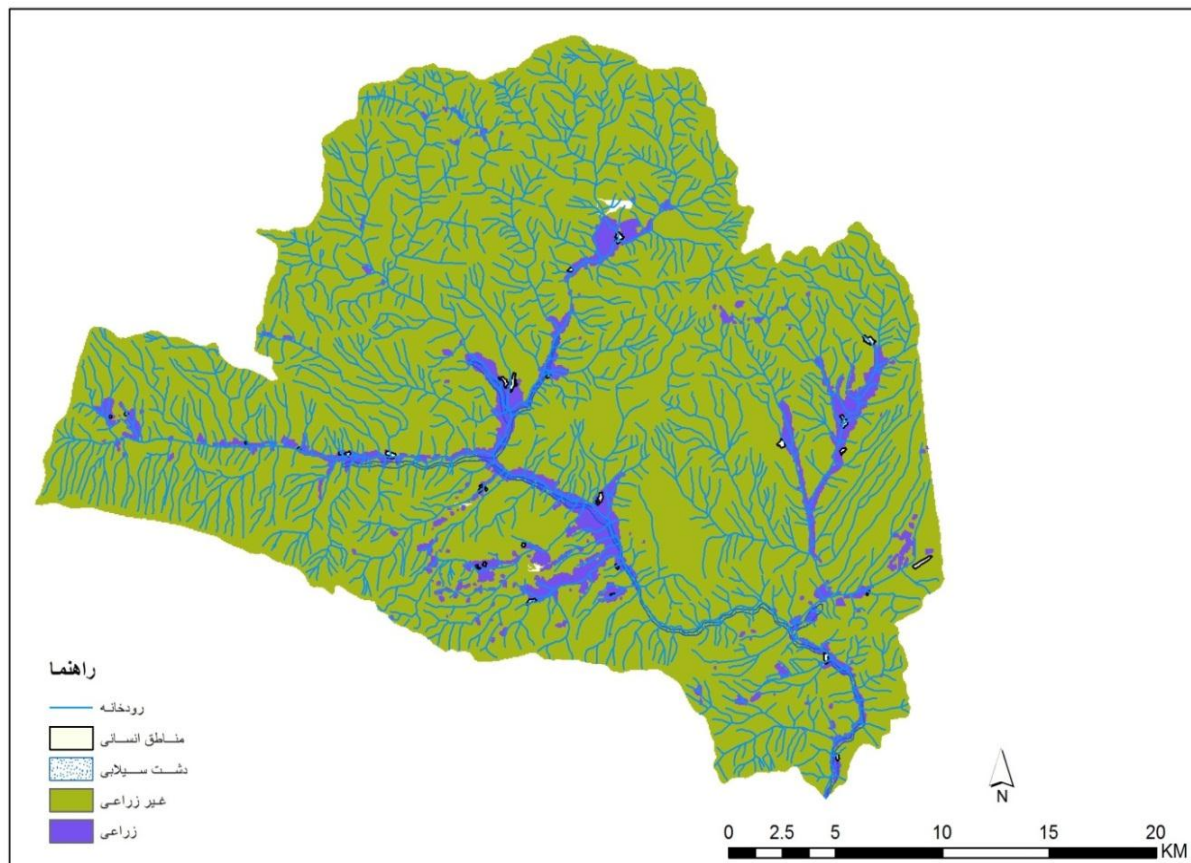 راهنما
رودخانه
مناطق انسانی
دشت سیلابی
غیر زراعی
زراعی
N
0 2.5 5 10 15 20
KM